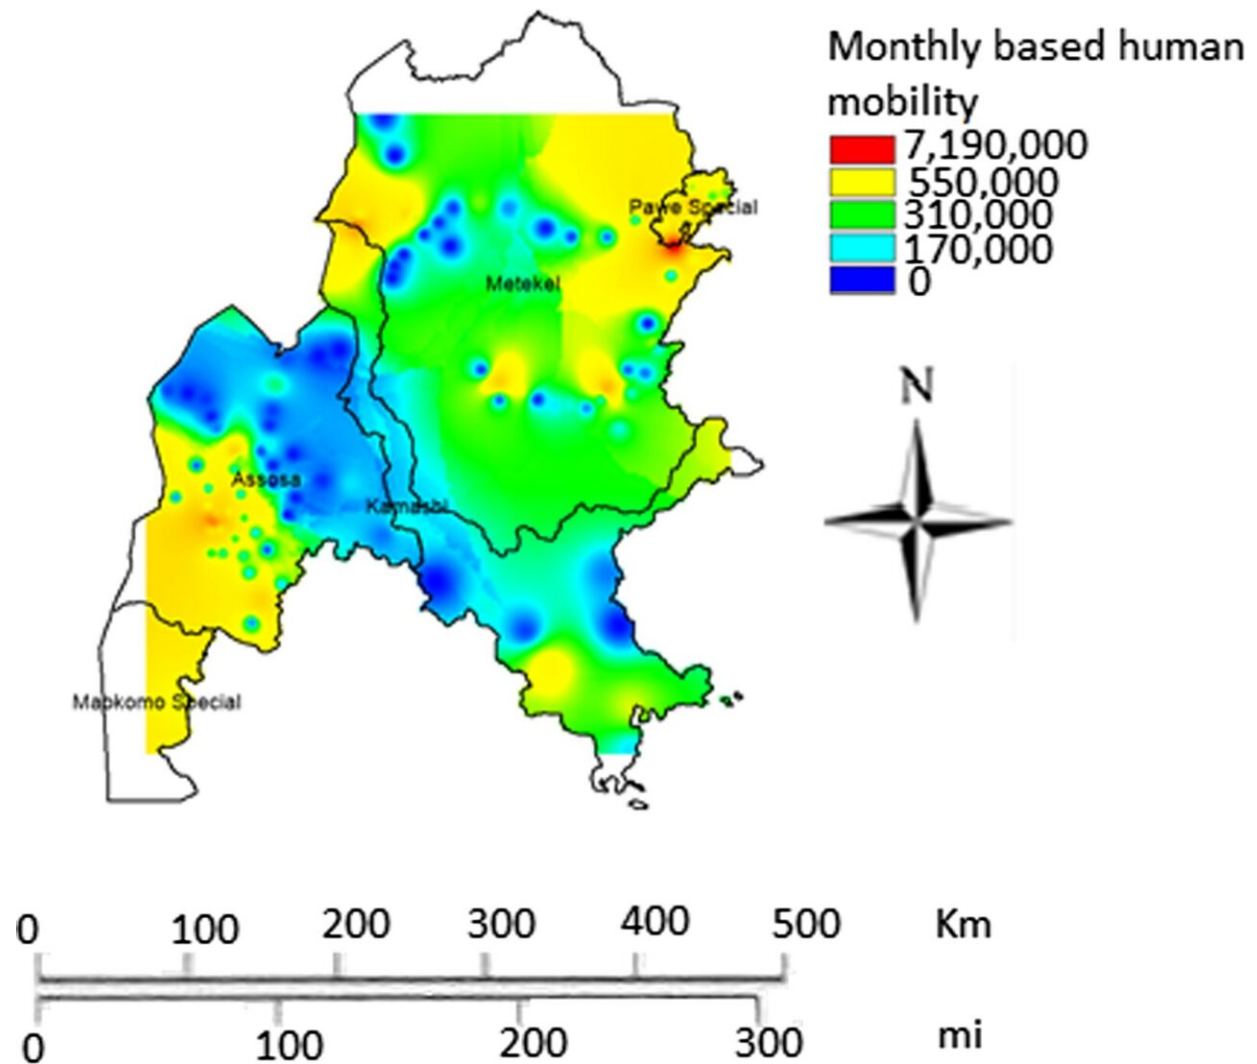 Monthly based human
mobility
7,190,000
550,000
310,000
170,000
0
Pawe Special
Metekel
N
Assosa
Kamashi
Maokomo Special
0 100 200 300 400 500 Km
0 100 200 300 mi